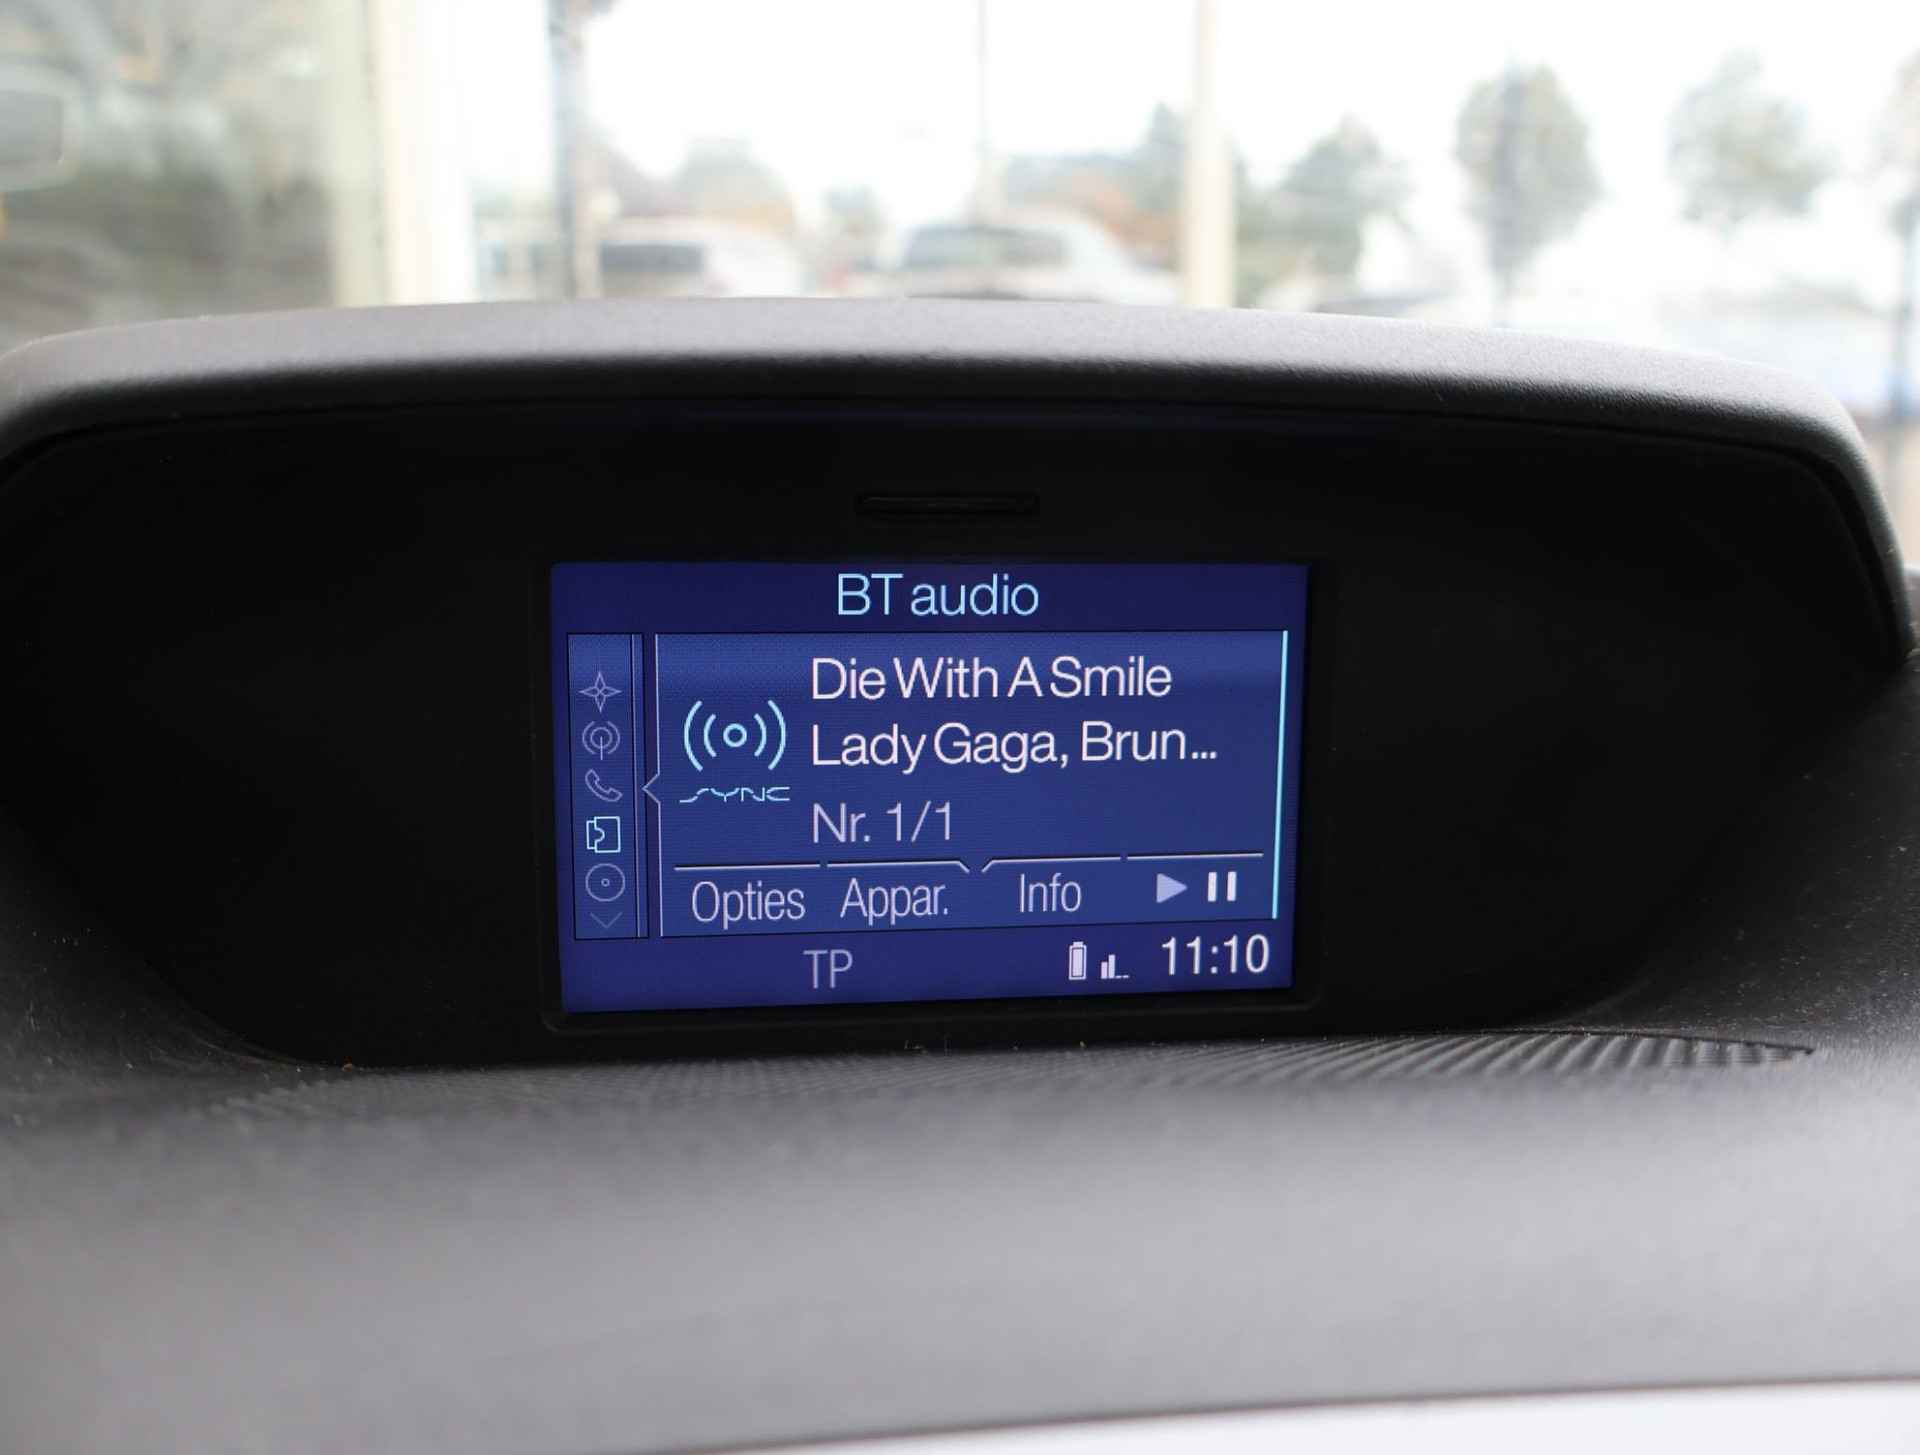 BT audio
Die With A Smile
Lady Gaga, Brun...
SYNC
Nr. 1/1
Opties Appar. Info
TP 11:10